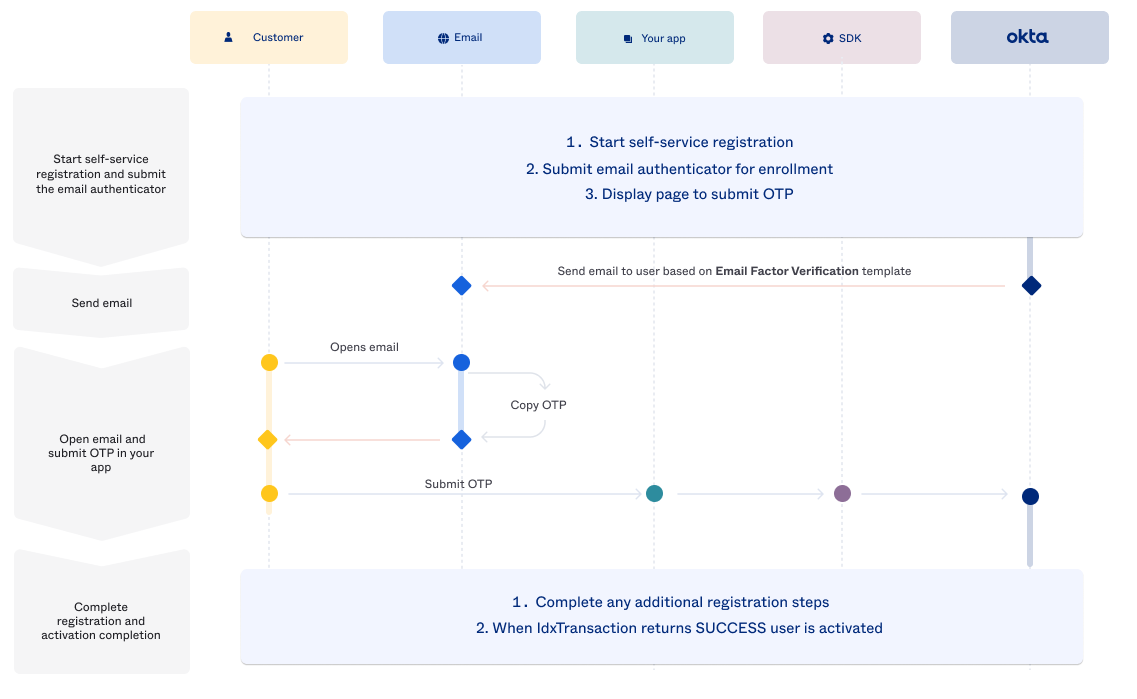 Customer
Email
Your app
SDK
okta
Start self-service
registration and submit
the email authenticator
1. Start self-service registration
2. Submit email authenticator for enrollment
3. Display page to submit OTP
Send email
Send email to user based on Email Factor Verification template
Open email and
submit OTP in your
app
Opens email
Copy OTP
Submit OTP
Complete
registration and
activation completion
1. Complete any additional registration steps
2. When IdxTransaction returns SUCCESS user is activated